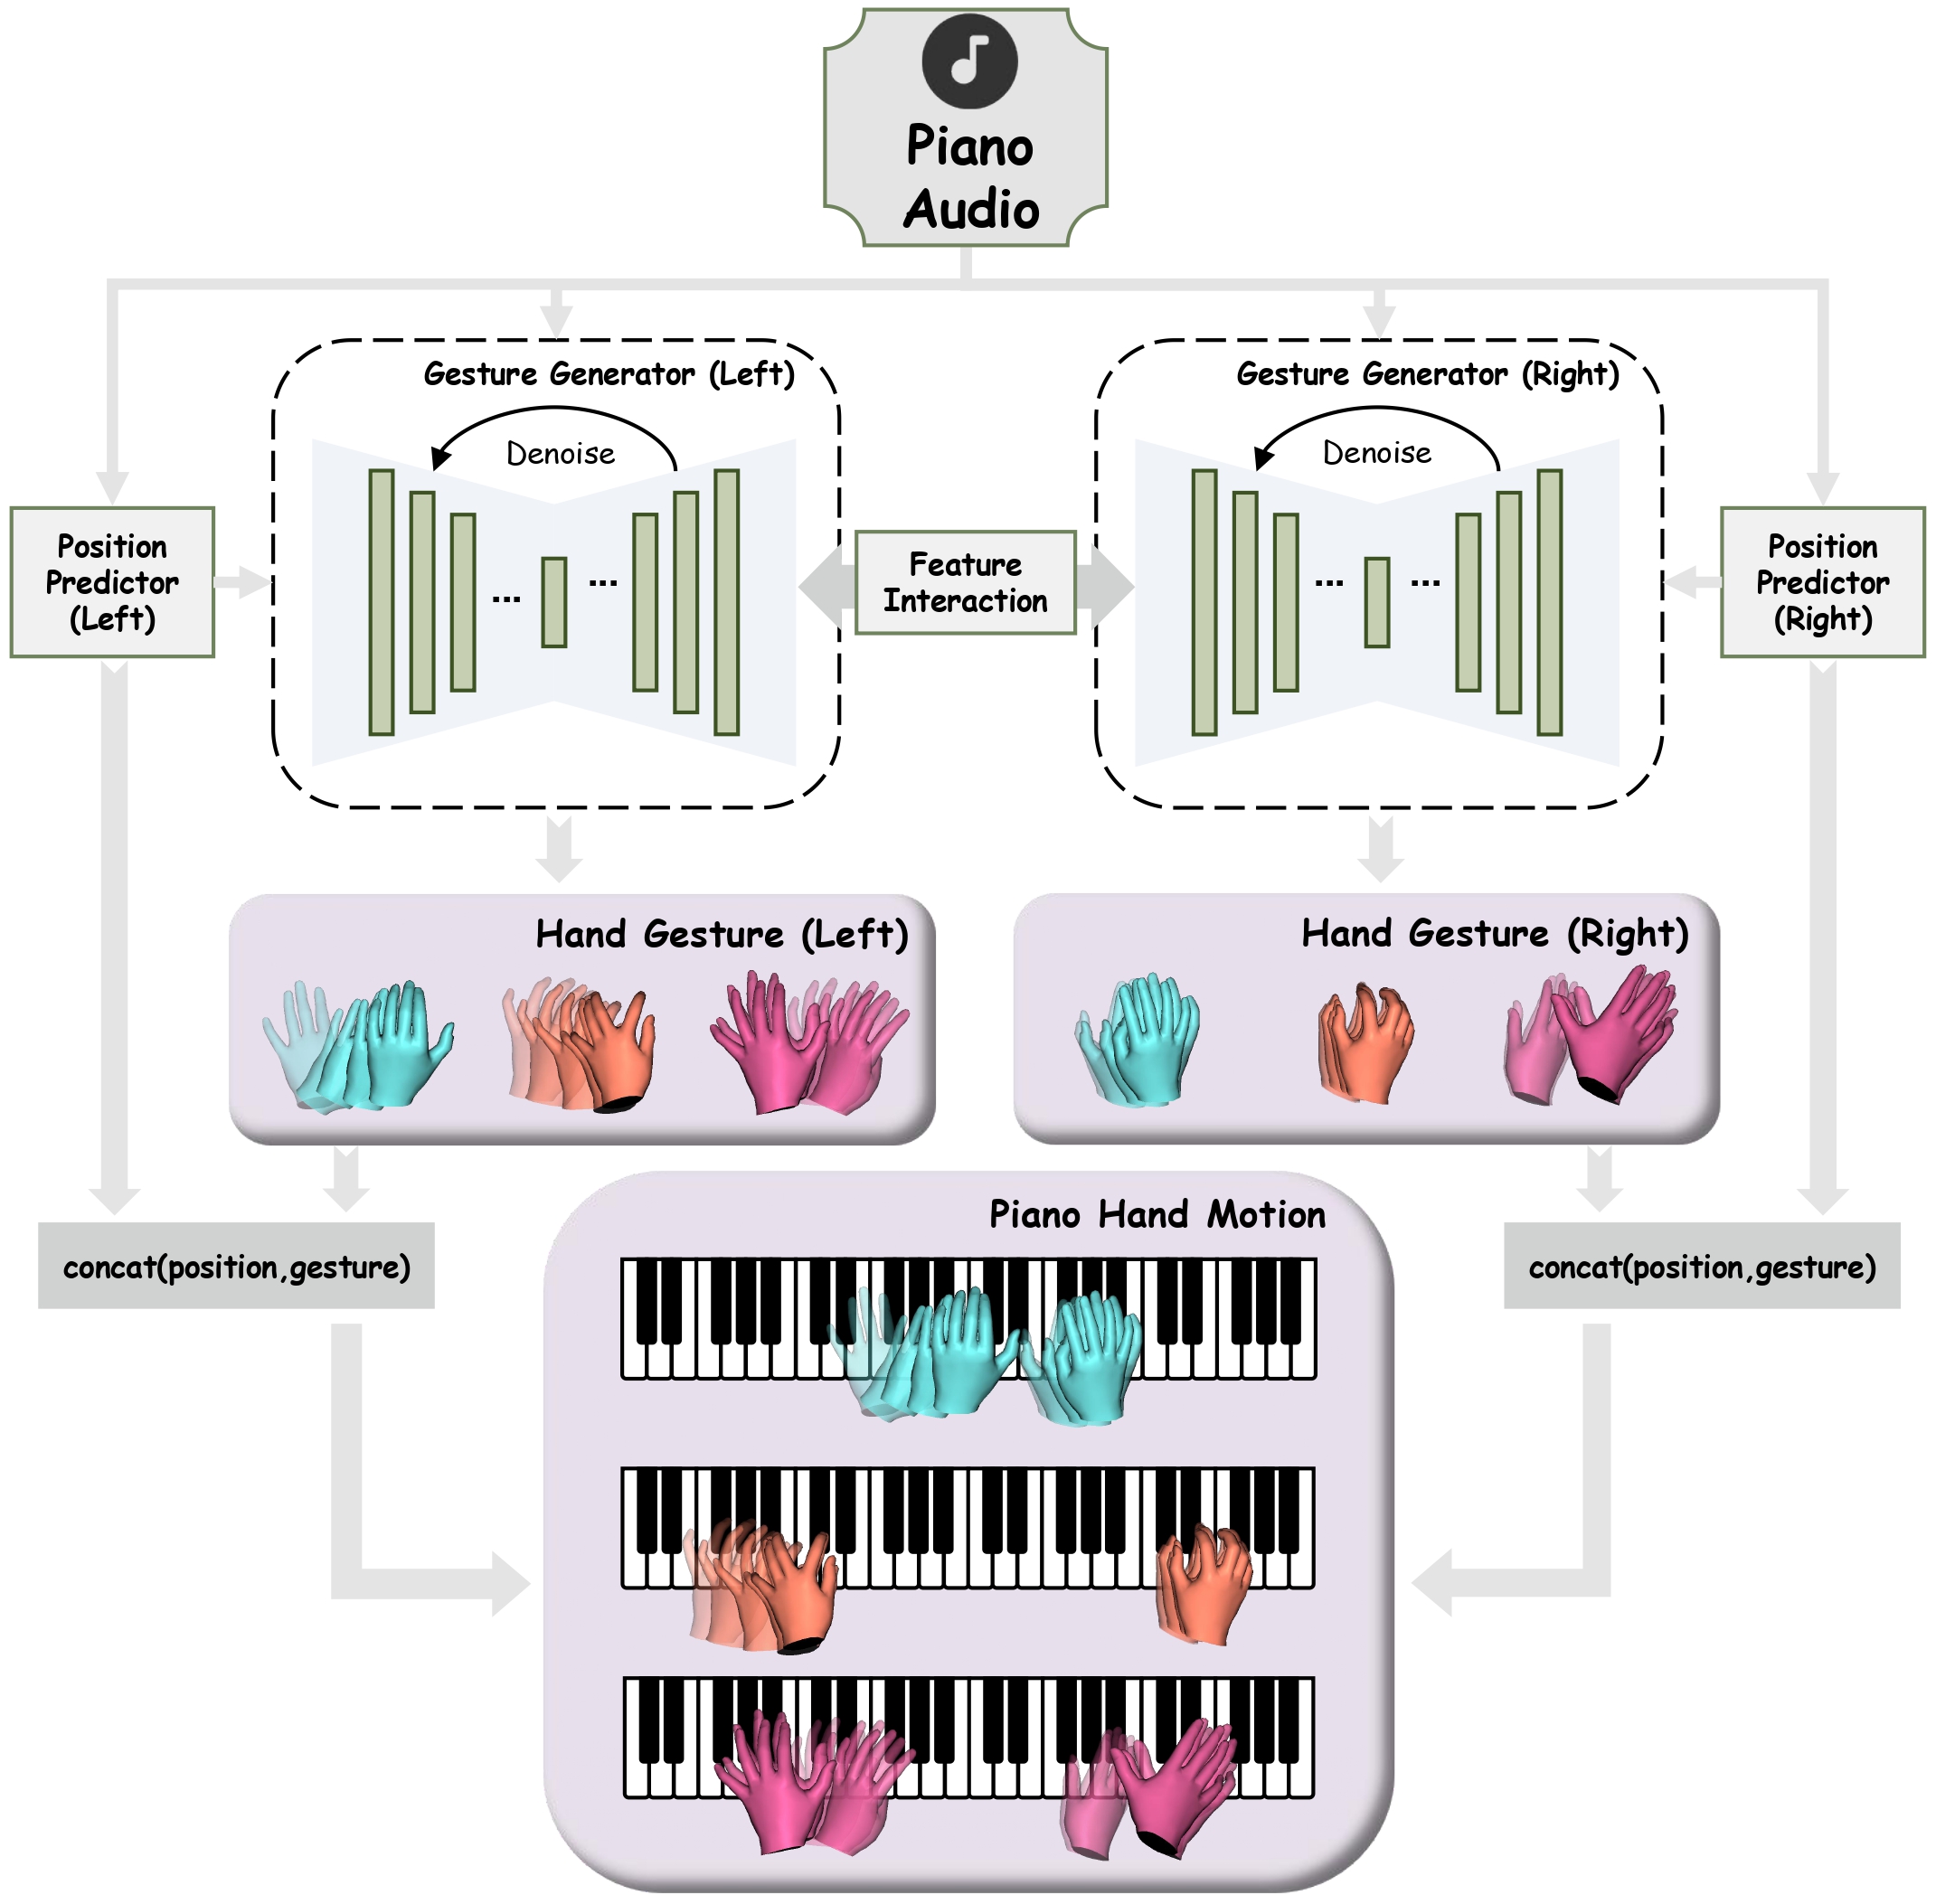 Piano
Audio
Gesture Generator (Left)
Denoise
...
...
Gesture Generator (Right)
Denoise
...
...
Position
Predictor
(Left)
Feature
Interaction
Position
Predictor
(Right)
Hand Gesture (Left)
Hand Gesture (Right)
concat(position,gesture)
Piano Hand Motion
concat(position,gesture)